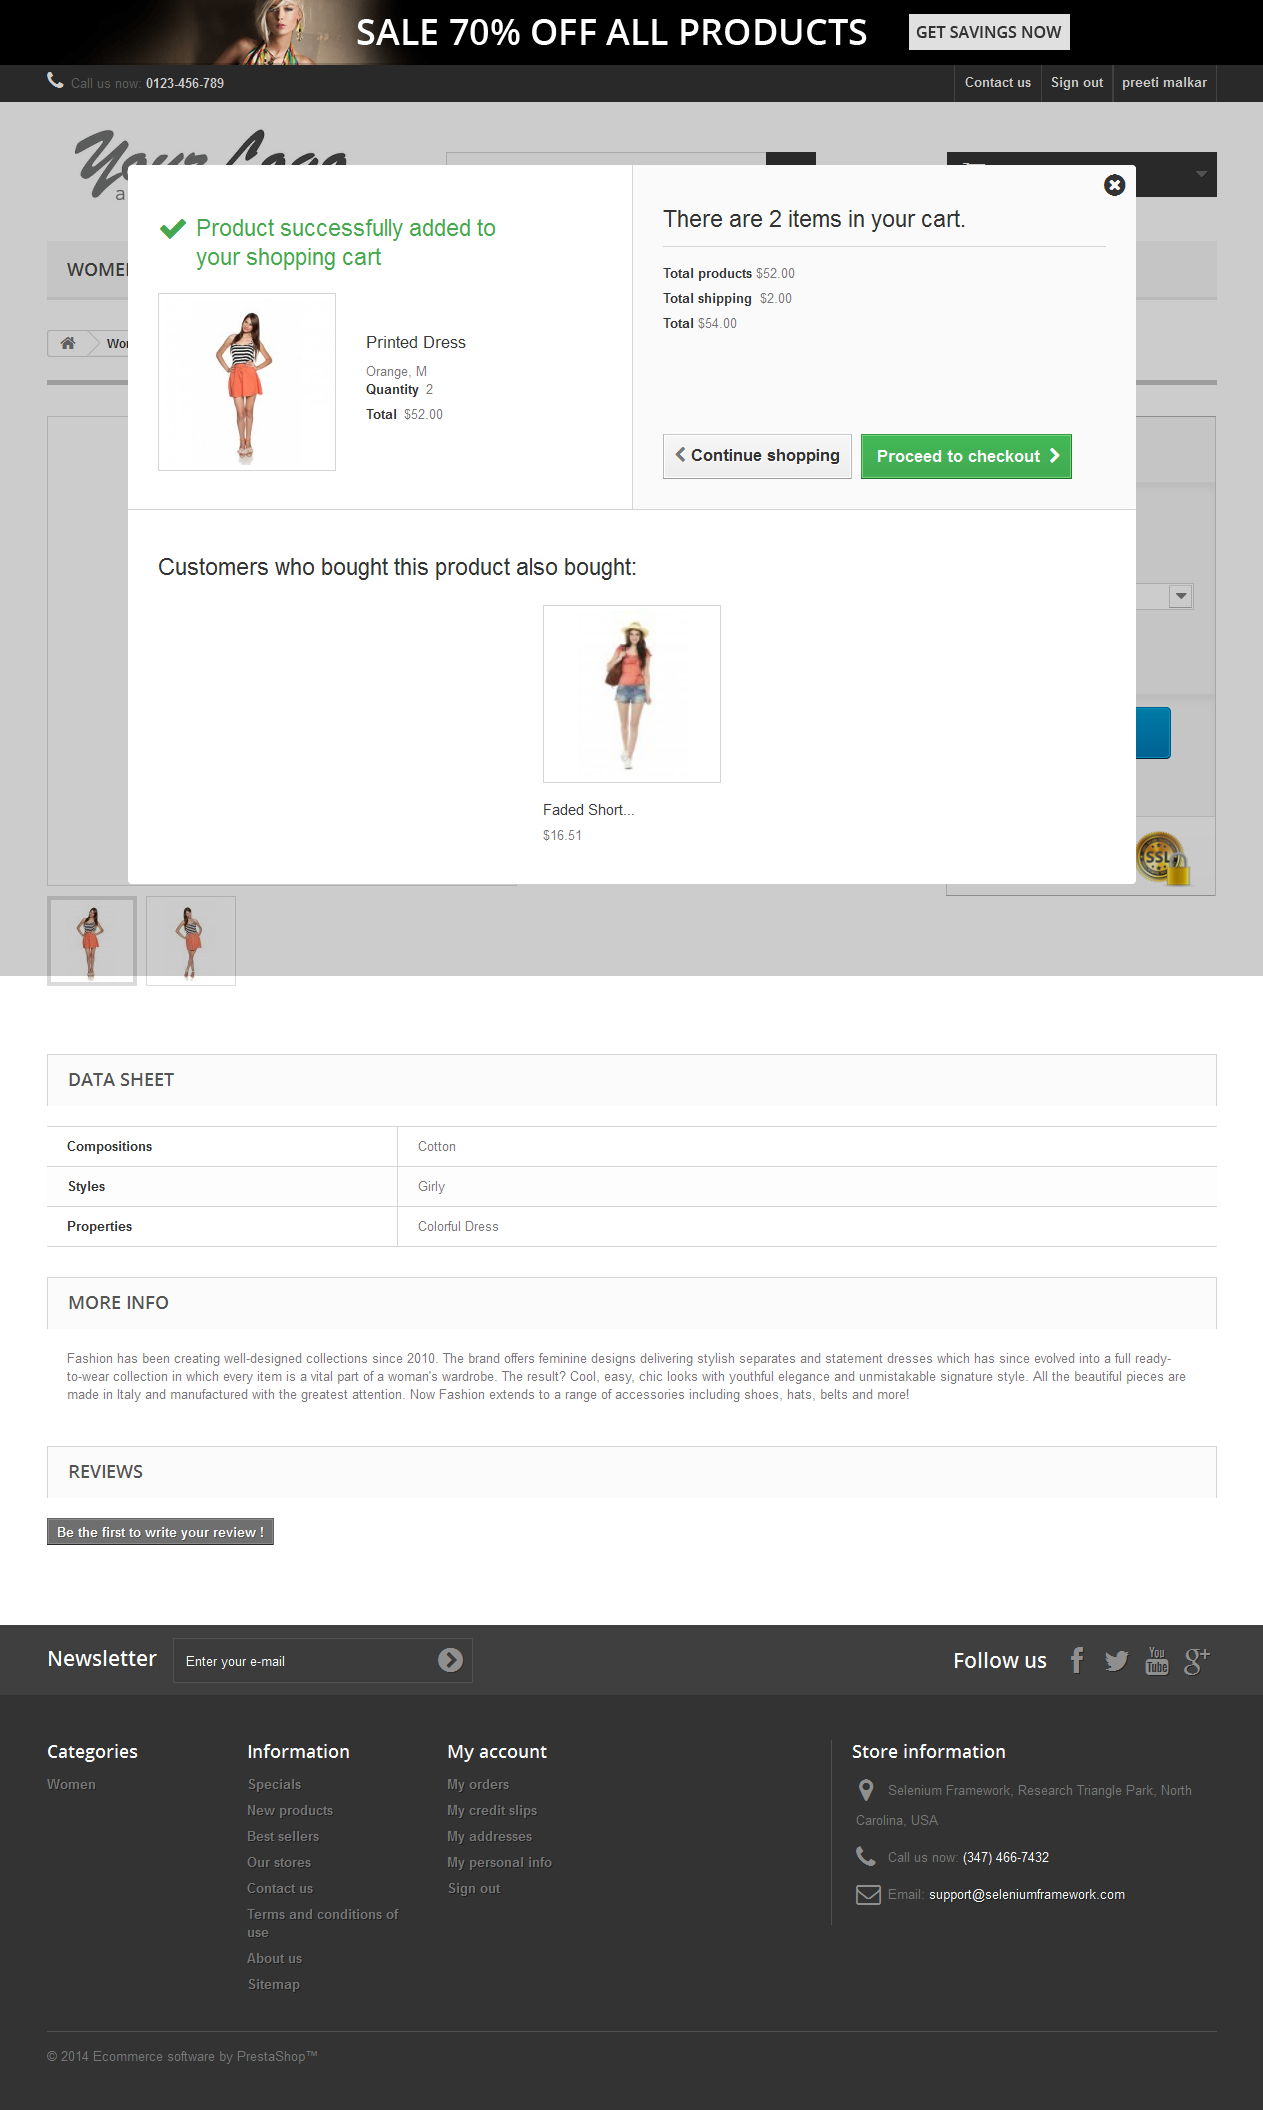 SALE 70% OFF ALL PRODUCTS
GET SAVINGS NOW
Call us now: 0123-456-789
Contact us
Sign out
preeti malkar
Product successfully added to
your shopping cart
There are 2 items in your cart.
Total products $52.00
Total shipping $2.00
Total $54.00
Printed Dress
Orange, M
Quantity 2
Total $52.00
Continue shopping
Proceed to checkout
Customers who bought this product also bought:
Faded Short...
$16.51
SSL
DATA SHEET
Compositions Cotton
Styles Girly
Properties Colorful Dress
MORE INFO
Fashion has been creating well-designed collections since 2010. The brand offers feminine designs delivering stylish separates and statement dresses which has since evolved into a full ready-
to-wear collection in which every item is a vital part of a woman's wardrobe. The result? Cool, easy, chic looks with youthful elegance and unmistakable signature style. All the beautiful pieces are
made in Italy and manufactured with the greatest attention. Now Fashion extends to a range of accessories including shoes, hats, belts and more!
REVIEWS
Be the first to write your review !
Newsletter
Enter your e-mail
Follow us
You
Tube
g+
Categories
Women
Information
Specials
New products
Best sellers
Our stores
Contact us
Terms and conditions of
use
About us
Sitemap
My account
My orders
My credit slips
My addresses
My personal info
Sign out
Store information
Selenium Framework, Research Triangle Park, North
Carolina, USA
Call us now: (347) 466-7432
Email: support@seleniumframework.com
© 2014 Ecommerce software by PrestaShop™